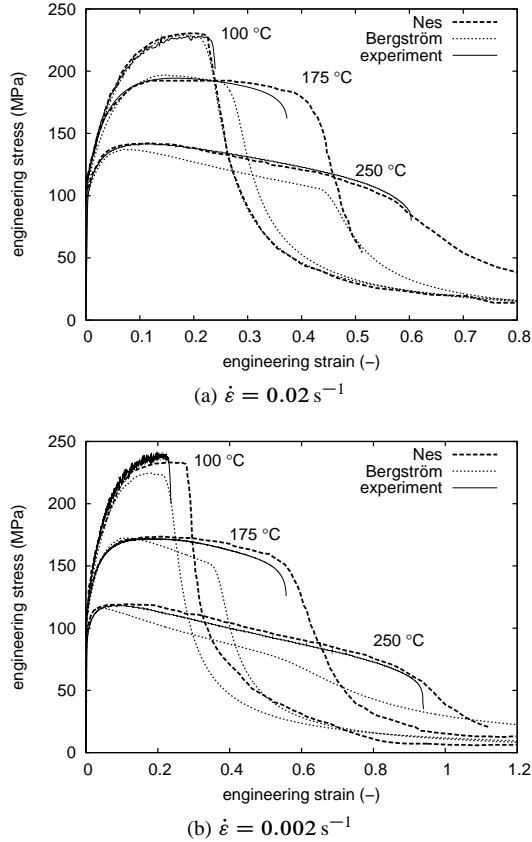 250
200
150
100
50
0
0 0.1 0.2 0.3 0.4 0.5 0.6 0.7 0.8
engineering stress (MPa)
engineering strain (-)
100 °C
175 °C
250 °C
Nes
Bergström
experiment
(a) ε̇ = 0.02 s⁻¹
250
200
150
100
50
0
0 0.2 0.4 0.6 0.8 1 1.2
engineering stress (MPa)
engineering strain (-)
100 °C
175 °C
250 °C
Nes
Bergström
experiment
(b) ε̇ = 0.002 s⁻¹